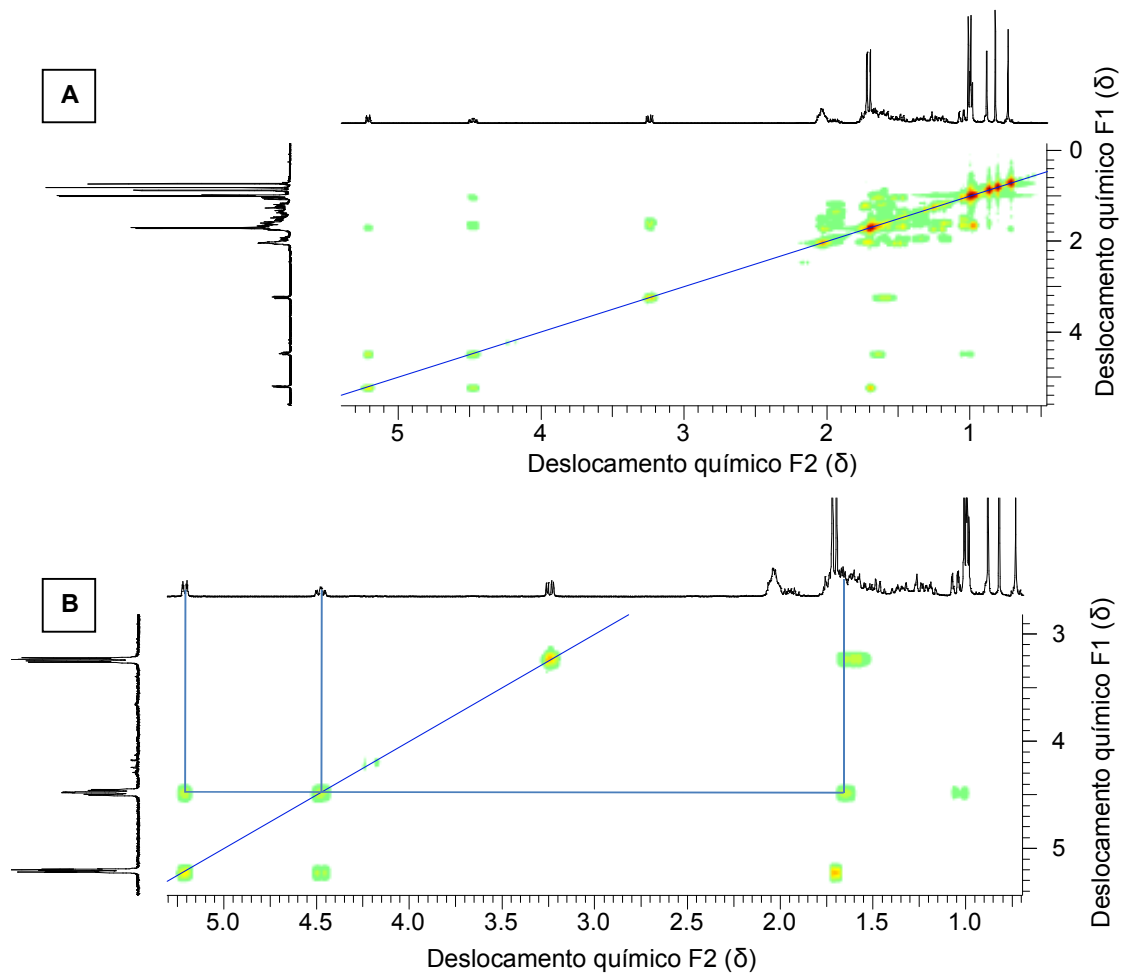 A
0
2
4
Deslocamento químico F1 (δ)
5 4 3 2 1
Deslocamento químico F2 (δ)
B
3
4
5
Deslocamento químico F1 (δ)
5.0 4.5 4.0 3.5 3.0 2.5 2.0 1.5 1.0
Deslocamento químico F2 (δ)